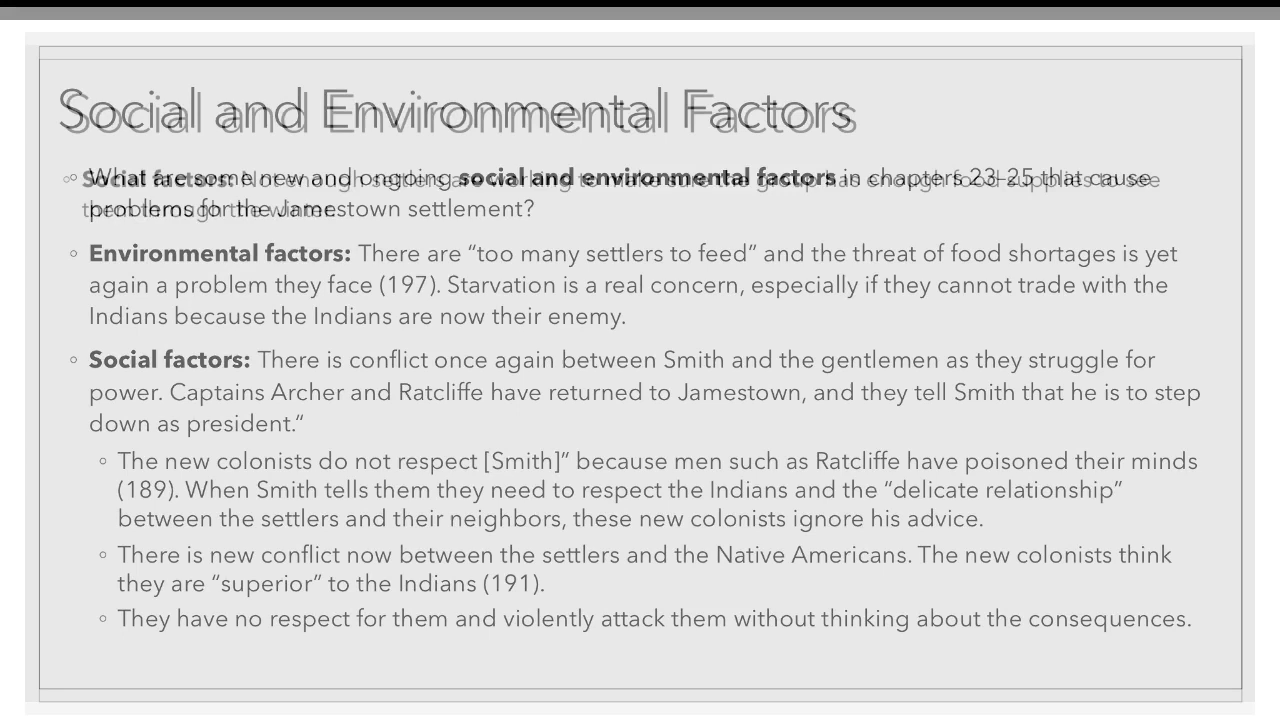 Social and Environmental Factors
◦ What are some new and ongoing social and environmental factors in chapters 23–25 that cause
problems for the Jamestown settlement?
◦ Environmental factors: There are “too many settlers to feed” and the threat of food shortages is yet
again a problem they face (197). Starvation is a real concern, especially if they cannot trade with the
Indians because the Indians are now their enemy.
◦ Social factors: There is conflict once again between Smith and the gentlemen as they struggle for
power. Captains Archer and Ratcliffe have returned to Jamestown, and they tell Smith that he is to step
down as president.“
◦ The new colonists do not respect [Smith]” because men such as Ratcliffe have poisoned their minds
(189). When Smith tells them they need to respect the Indians and the “delicate relationship”
between the settlers and their neighbors, these new colonists ignore his advice.
◦ There is new conflict now between the settlers and the Native Americans. The new colonists think
they are “superior” to the Indians (191).
◦ They have no respect for them and violently attack them without thinking about the consequences.